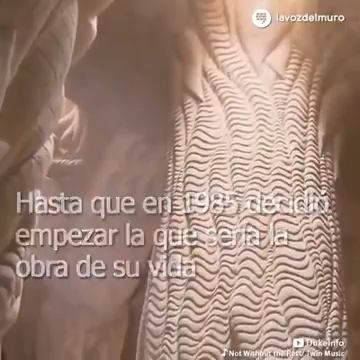 lavozdelmuro
Hasta que en 1985 decidió
empezar la que sería la
obra de su vida
DukeInfo
♪Not Without the Rest/ Twin Music